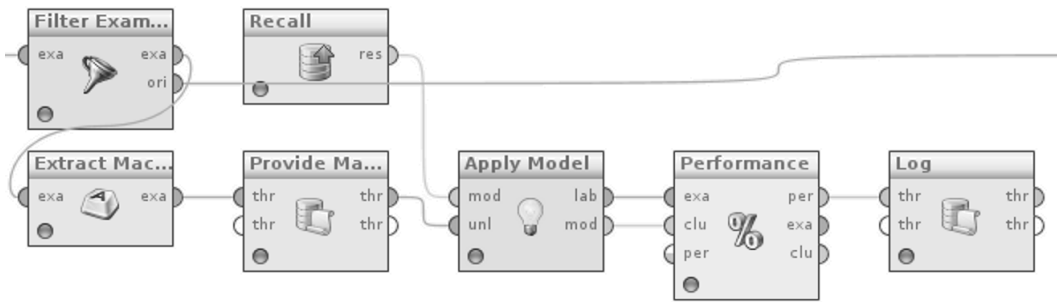 Filter Exam...
exa exa
ori
Recall
res
Extract Mac...
exa exa
Provide Ma...
thr thr
thr thr
Apply Model
mod lab
unl mod
Performance
exa per
clu exa
per clu
Log
thr thr
thr thr